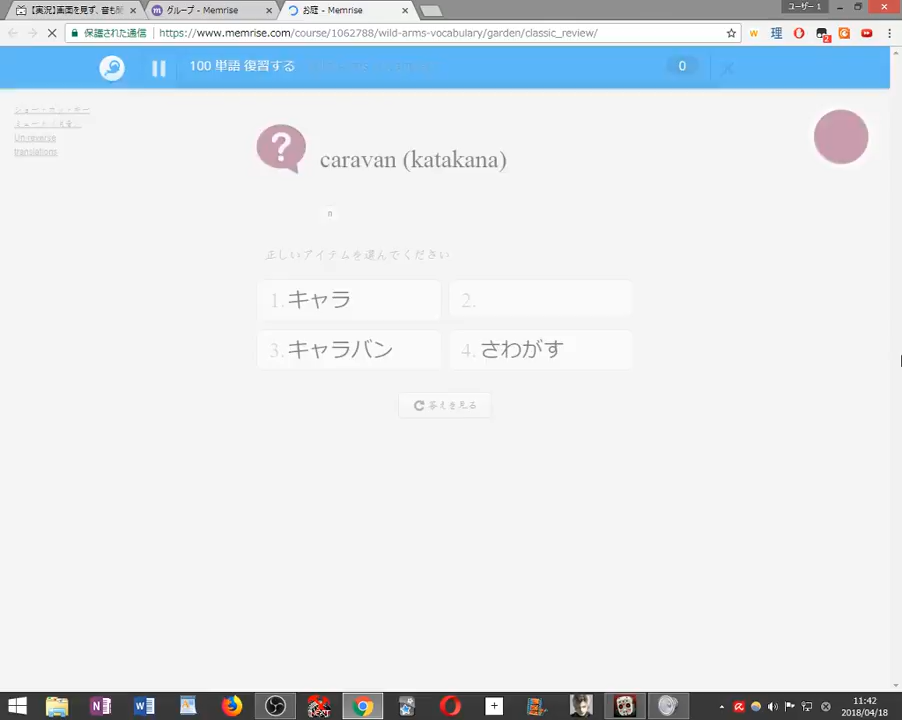 【実況】画面を見ず、音も
グループ - Memrise
お庭 - Memrise
ユーザー 1
保護された通信
https://www.memrise.com/course/1062788/wild-arms-vocabulary/garden/classic_review/
100 単語 復習する
0
Un-reverse
translations
? caravan (katakana)
n
正しいアイテムを選んでください
1. キャラ
2.
3. キャラバン
4. さわがす
答えを見る
11:42
2018/04/18